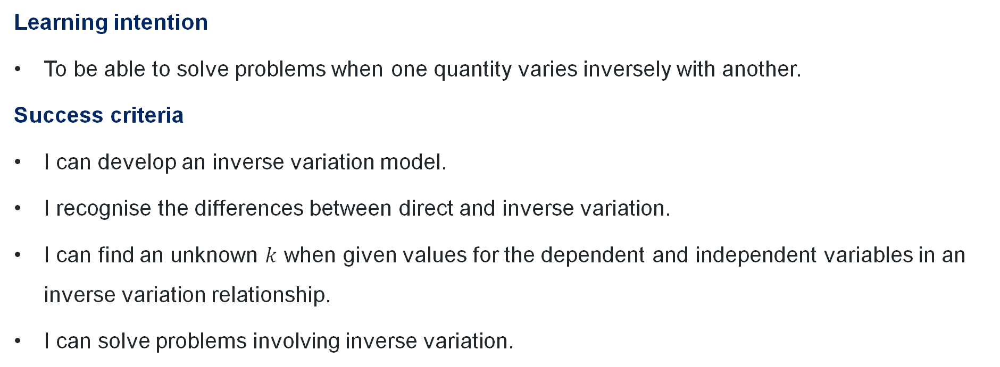 Learning intention
• To be able to solve problems when one quantity varies inversely with another.
Success criteria
• I can develop an inverse variation model.
• I recognise the differences between direct and inverse variation.
• I can find an unknown k when given values for the dependent and independent variables in an
inverse variation relationship.
• I can solve problems involving inverse variation.